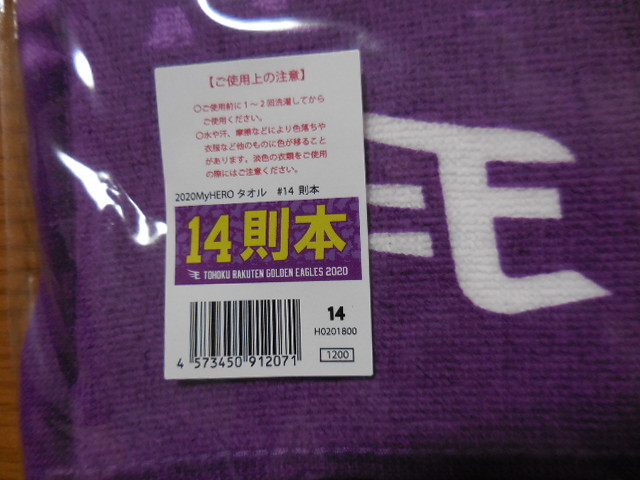 【ご使用上の注意】
○ご使用前に1～2回洗濯してから
ご使用ください。
○水や汗、摩擦などにより色落ちや
衣服など他のものに色が移ること
があります。淡色の衣類をご使用
の際にはご注意ください。
2020MyHERO タオル #14 則本
14 則本
E TOHOKU RAKUTEN GOLDEN EAGLES 2020
14
H0201800
1200
4 573450 912071
E